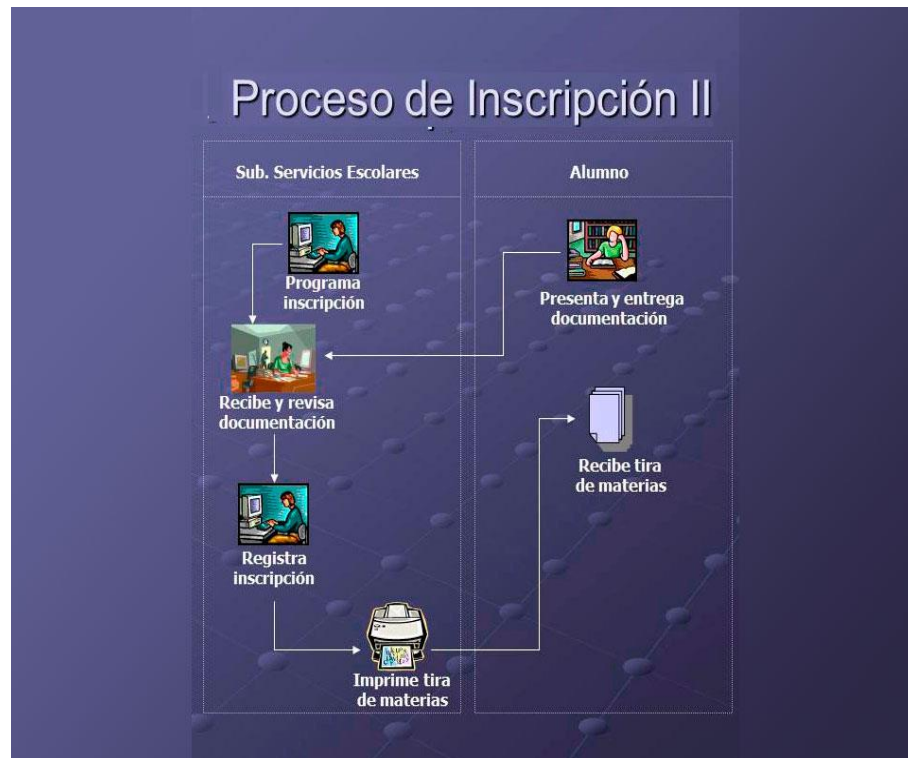 Proceso de Inscripción II
Sub. Servicios Escolares
Alumno
Programa
inscripción
Presenta y entrega
documentación
Recibe y revisa
documentación
Recibe tira
de materias
Registra
inscripción
Imprime tira
de materias